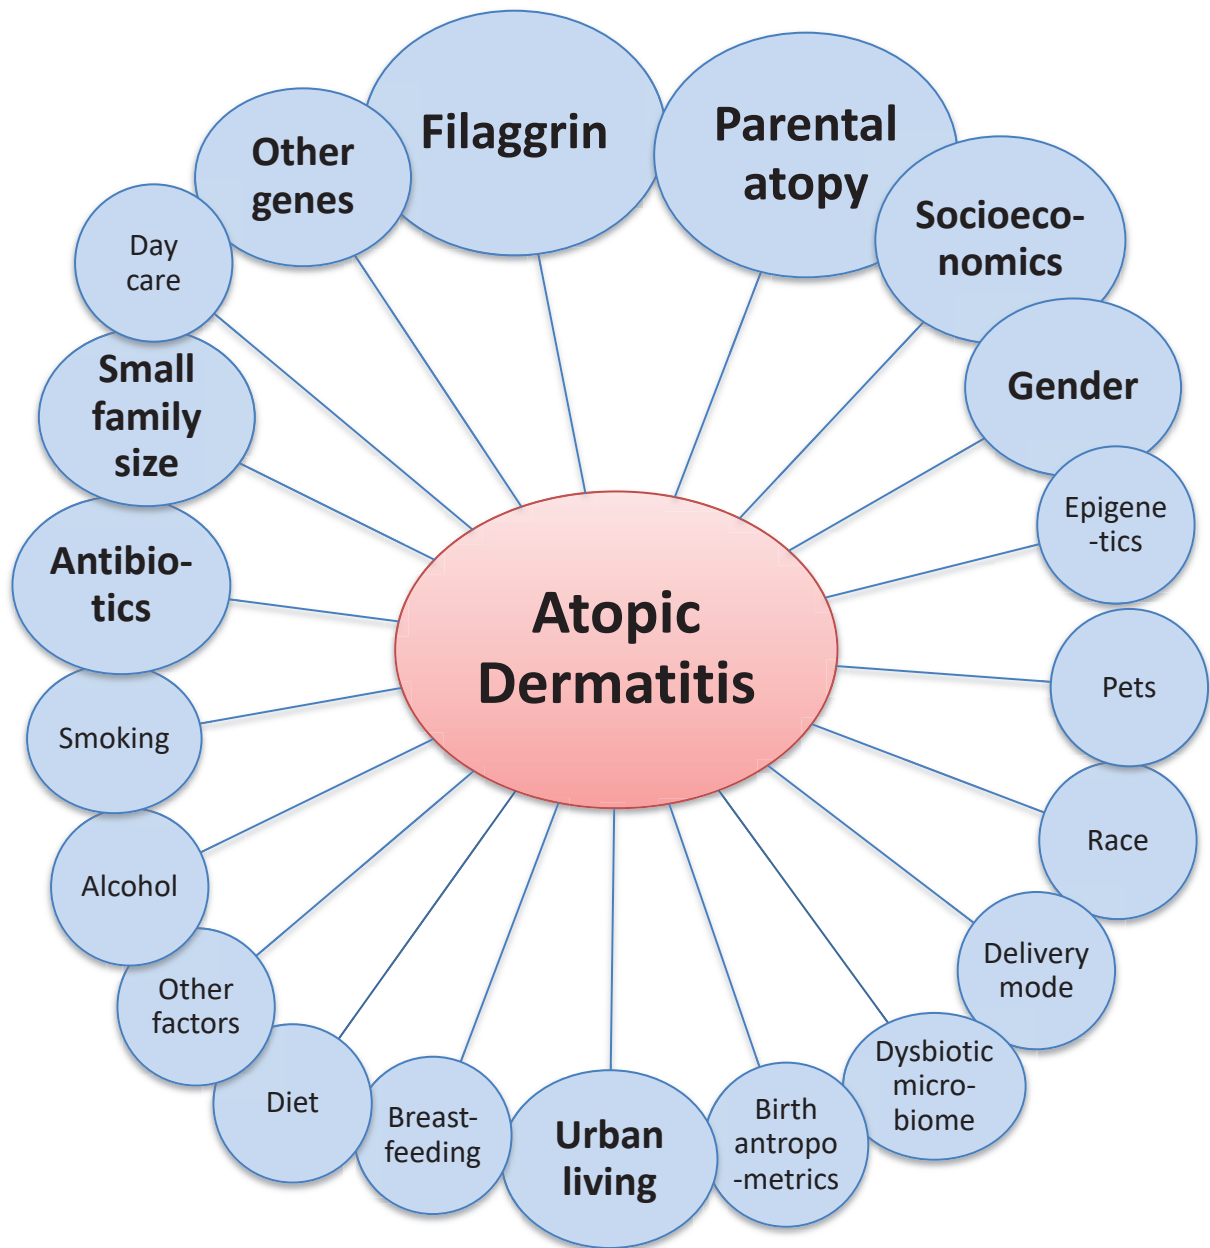 Filaggrin
Parental
atopy
Other
genes
Socioeco-
nomics
Day
care
Gender
Small
family
size
Epigene
-tics
Antibio-
tics
Atopic
Dermatitis
Pets
Smoking
Race
Alcohol
Delivery
mode
Other
factors
Dysbiotic
micro-
biome
Diet
Breast-
feeding
Urban
living
Birth
antropo
-metrics